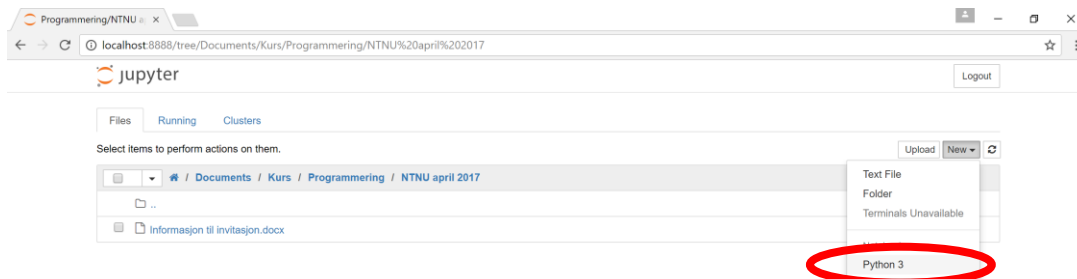 Programmering/NTNU a
localhost:8888/tree/Documents/Kurs/Programmering/NTNU%20april%202017
jupyter
Logout
Files Running Clusters
Select items to perform actions on them.
Upload New
/ Documents / Kurs / Programmering / NTNU april 2017
Text File
..
Folder
Terminals Unavailable
Informasjon til invitasjon.docx
Python 3